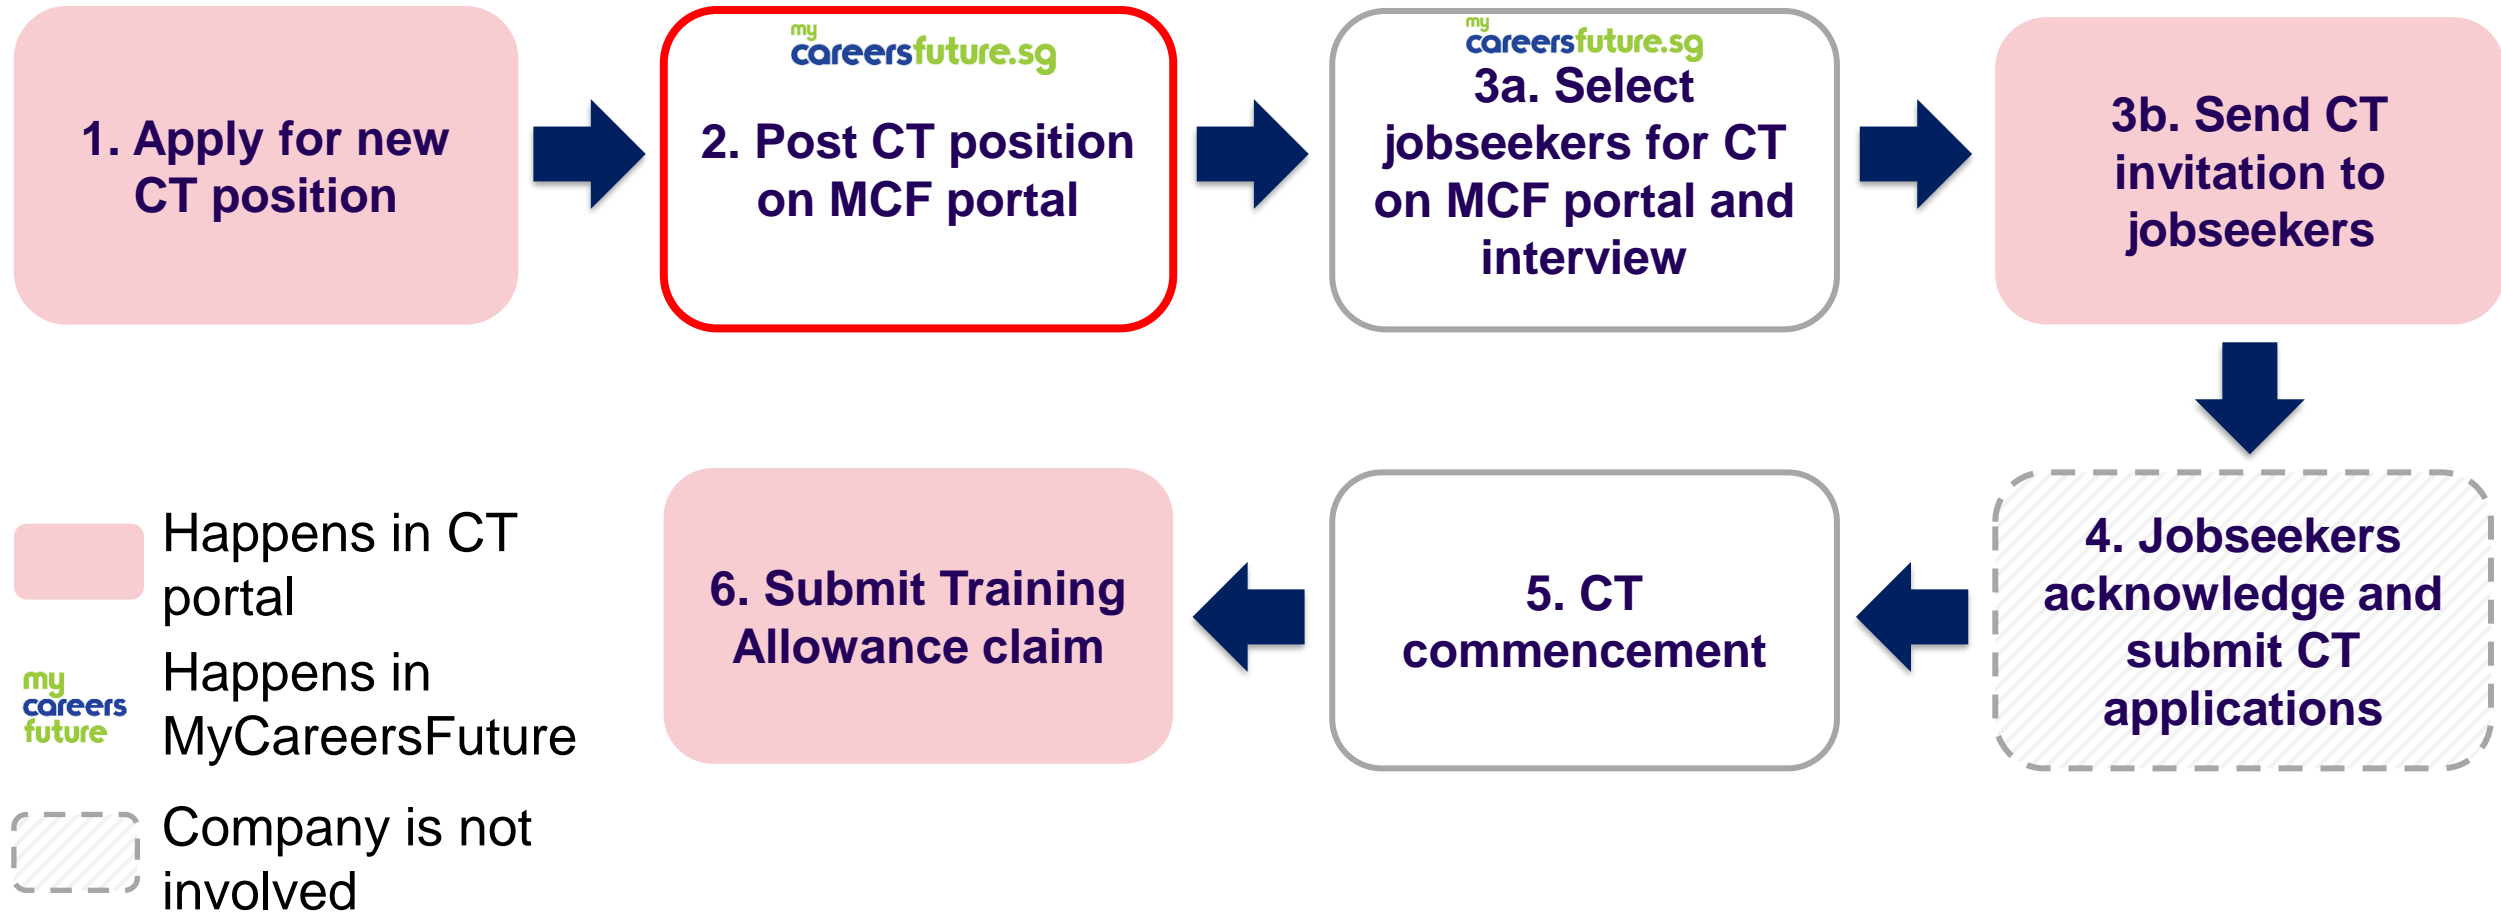 my
careersfuture.sg
my
careersfuture.sg
1. Apply for new
CT position
2. Post CT position
on MCF portal
3a. Select
jobseekers for CT
on MCF portal and
interview
3b. Send CT
invitation to
jobseekers
4. Jobseekers
acknowledge and
submit CT
applications
5. CT
commencement
6. Submit Training
Allowance claim
Happens in CT
portal
my
careers
future
Happens in
MyCareersFuture
Company is not
involved